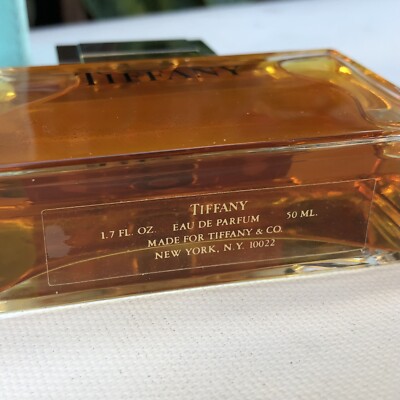 TIFFANY
TIFFANY
1.7 FL. OZ. EAU DE PARFUM 50 ML.
MADE FOR TIFFANY & CO.
NEW YORK, N.Y. 10022